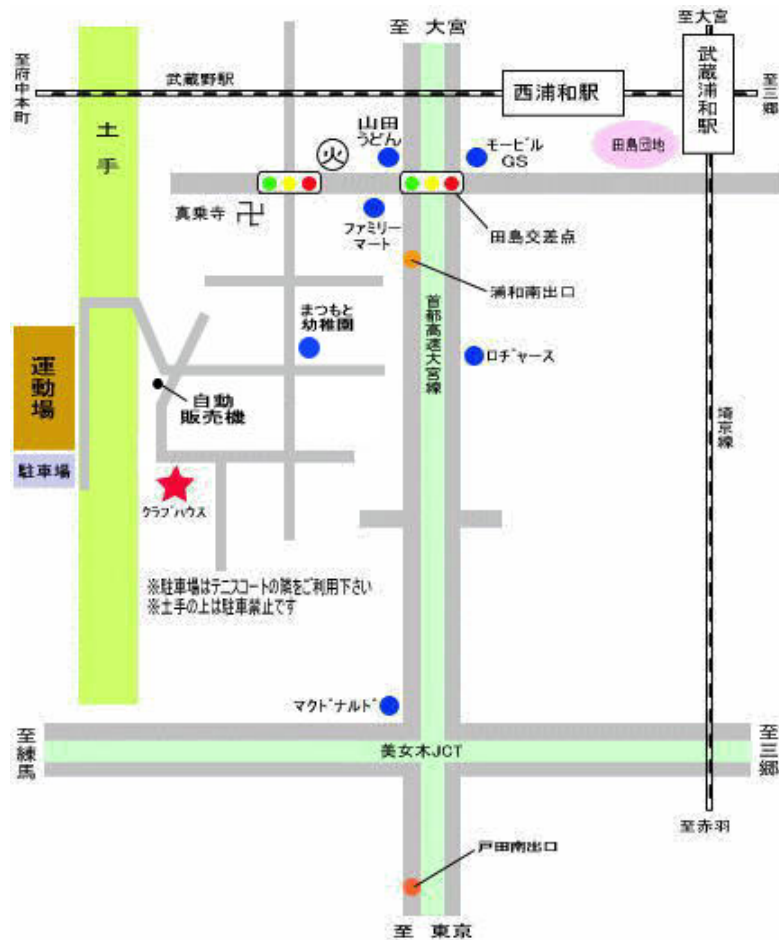 至 大宮
至大宮
至府中本町
武蔵野駅
西浦和駅
武蔵浦和駅
至三郷
土手
山田
うどん
火
モービル
GS
田島団地
真乗寺
卍
ファミリー
マート
田島交差点
浦和南出口
まつもと
幼稚園
首都高速大宮線
ロヂャース
運動場
自動
販売機
埼京線
駐車場
クラブハウス
※駐車場はテニスコートの隣をご利用下さい
※土手の上は駐車禁止です
マクドナルド
至練馬
美女木JCT
至三郷
至赤羽
戸田南出口
至 東京